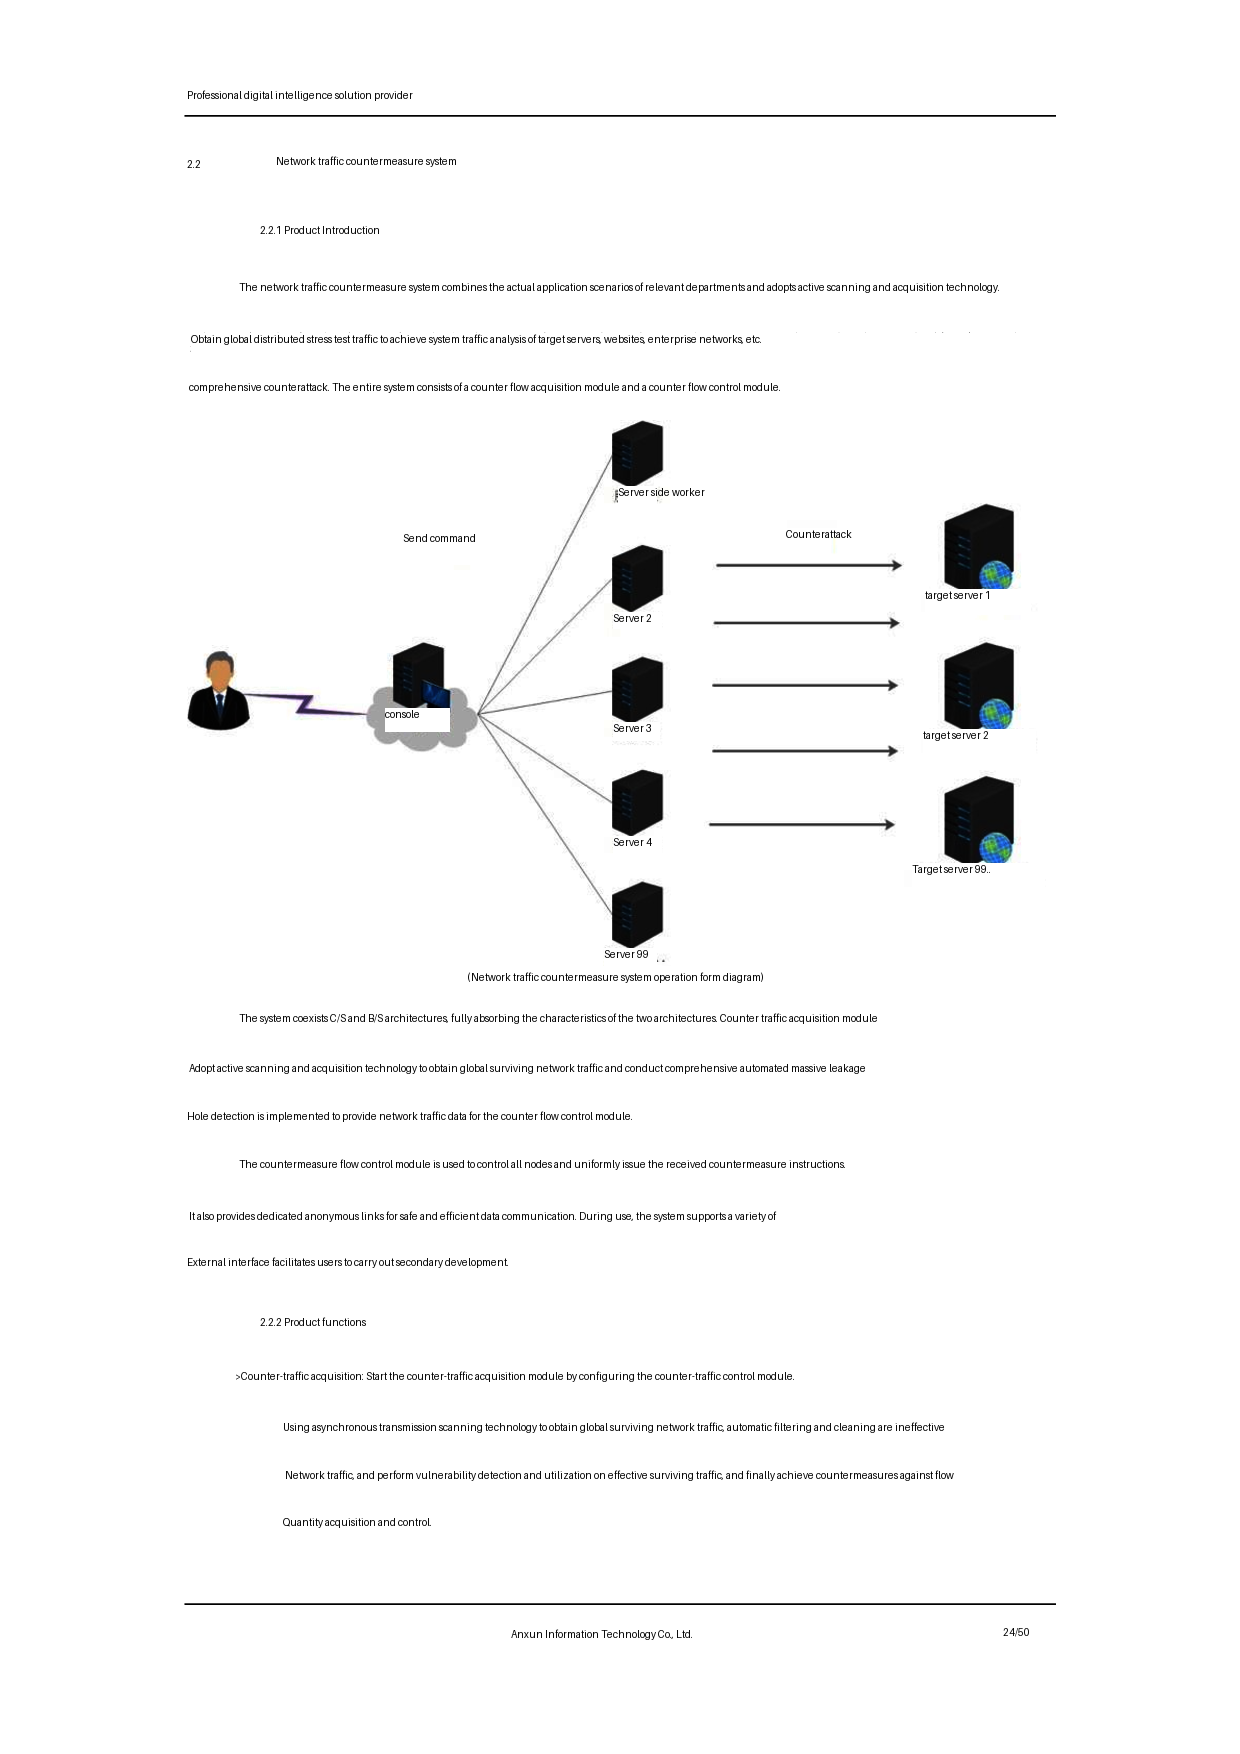 Professional digital intelligence solution provider
2.2 Network traffic countermeasure system
2.2.1 Product Introduction
The network traffic countermeasure system combines the actual application scenarios of relevant departments and adopts active scanning and acquisition technology.
Obtain global distributed stress test traffic to achieve system traffic analysis of target servers, websites, enterprise networks, etc.
comprehensive counterattack. The entire system consists of a counter flow acquisition module and a counter flow control module.
Server side worker
Send command
Counterattack
target server 1
Server 2
console
Server 3
target server 2
Server 4
Target server 99..
Server 99
(Network traffic countermeasure system operation form diagram)
The system coexists C/S and B/S architectures, fully absorbing the characteristics of the two architectures. Counter traffic acquisition module
Adopt active scanning and acquisition technology to obtain global surviving network traffic and conduct comprehensive automated massive leakage
Hole detection is implemented to provide network traffic data for the counter flow control module.
The countermeasure flow control module is used to control all nodes and uniformly issue the received countermeasure instructions.
It also provides dedicated anonymous links for safe and efficient data communication. During use, the system supports a variety of
External interface facilitates users to carry out secondary development.
2.2.2 Product functions
>Counter-traffic acquisition: Start the counter-traffic acquisition module by configuring the counter-traffic control module.
Using asynchronous transmission scanning technology to obtain global surviving network traffic, automatic filtering and cleaning are ineffective
Network traffic, and perform vulnerability detection and utilization on effective surviving traffic, and finally achieve countermeasures against flow
Quantity acquisition and control.
Anxun Information Technology Co., Ltd.
24/50